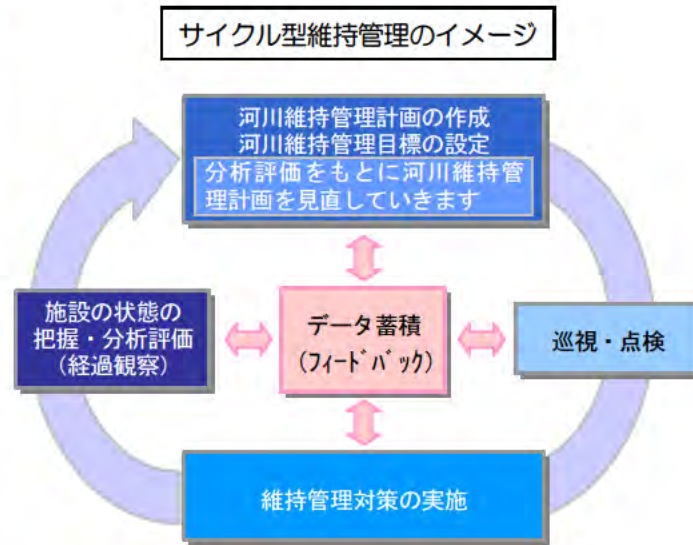 サイクル型維持管理のイメージ
河川維持管理計画の作成
河川維持管理目標の設定
分析評価をもとに河川維持管
理計画を見直していきます
施設の状態の
把握・分析評価
（経過観察）
データ蓄積
（ﾌｨｰﾄﾞﾊﾞｯｸ）
巡視・点検
維持管理対策の実施